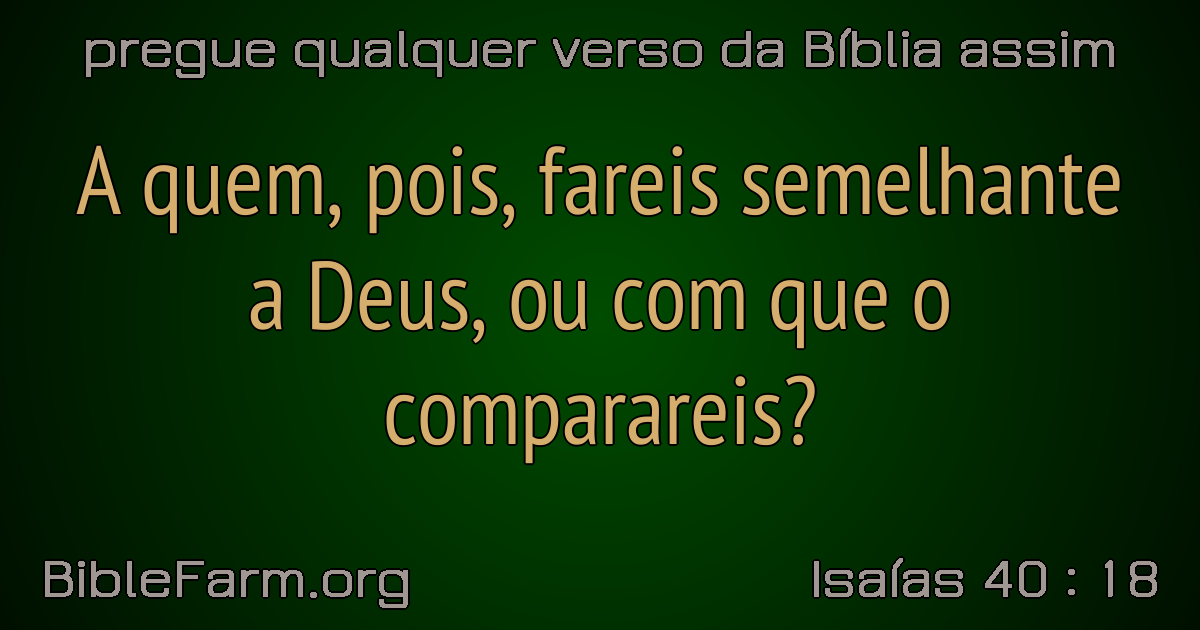 pregue qualquer verso da Bíblia assim
A quem, pois, fareis semelhante
a Deus, ou com que o
comparareis?
BibleFarm.org
Isaías 40 : 18